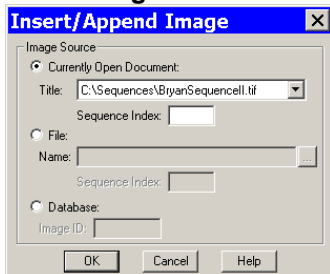 Insert/Append Image
Image Source
Currently Open Document:
Title: C:\Sequences\BryanSequenceII.tif
Sequence Index:
File:
Name: ...
Sequence Index:
Database:
Image ID:
OK Cancel Help